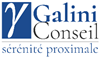 γ Galini
Conseil
sérénité proximale